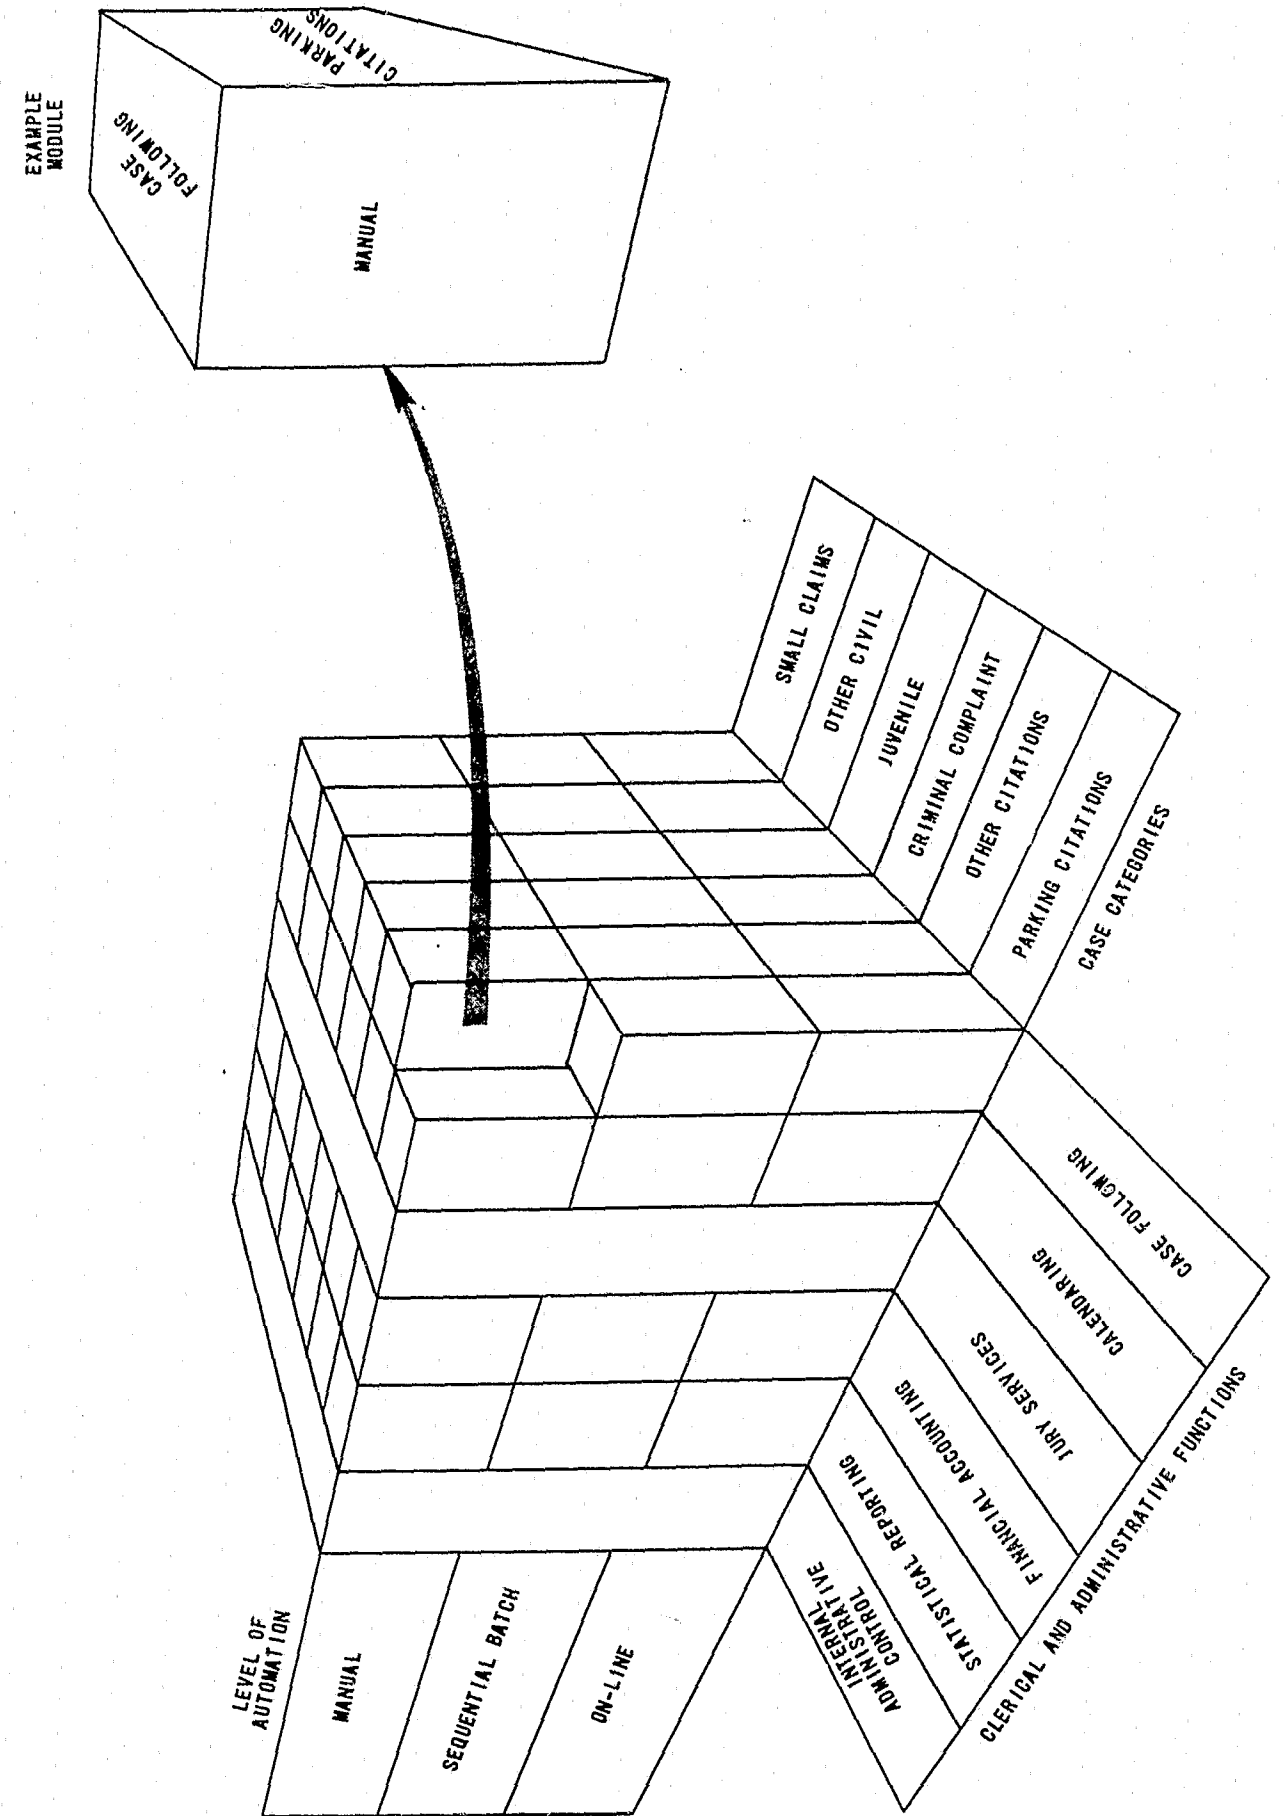 EXAMPLE
MODULE
CASE
FOLLOWING
PARKING
CITATIONS
MANUAL
LEVEL OF
AUTOMATION
MANUAL
SEQUENTIAL BATCH
ON-LINE
INTERNAL
ADMINISTRATIVE
CONTROL
STATISTICAL REPORTING
FINANCIAL ACCOUNTING
JURY SERVICES
CALENDARING
CASE FOLLOWING
CLERICAL AND ADMINISTRATIVE FUNCTIONS
SMALL CLAIMS
OTHER CIVIL
JUVENILE
CRIMINAL COMPLAINT
OTHER CITATIONS
PARKING CITATIONS
CASE CATEGORIES